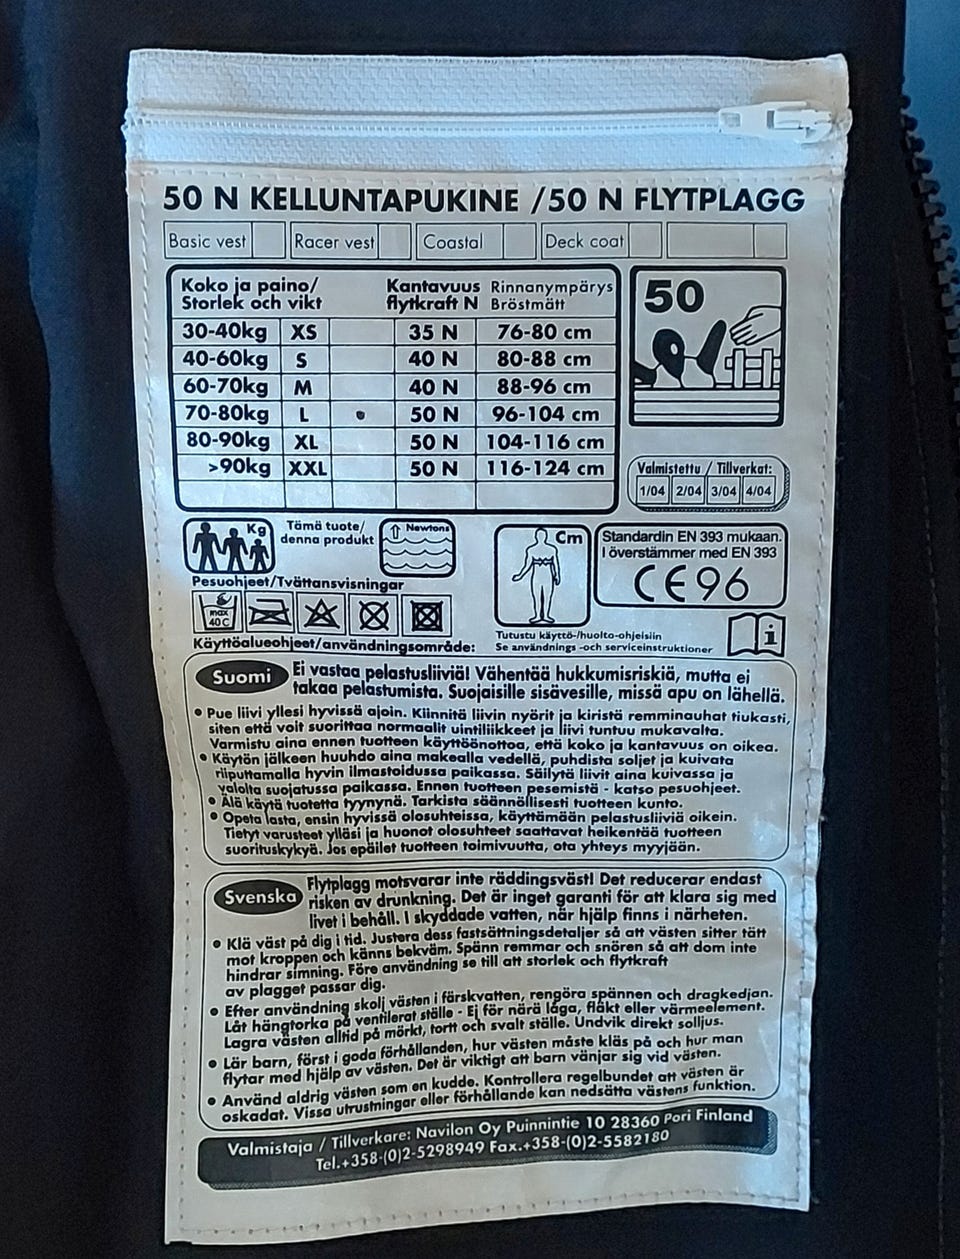 50 N KELLUNTAPUKINE /50 N FLYTPLAGG
Basic vest Racer vest Coastal Deck coat
Koko ja paino/ Kantavuus Rinnanympärys
Storlek och vikt flytkraft N Bröstmätt
30-40kg XS 35 N 76-80 cm
40-60kg S 40 N 80-88 cm
60-70kg M 40 N 88-96 cm
70-80kg L • 50 N 96-104 cm
80-90kg XL 50 N 104-116 cm
>90kg XXL 50 N 116-124 cm
50
Valmistettu / Tillverkat:
1/04 2/04 3/04 4/04
Kg
Tämä tuote/
denna produkt
Newtons
Cm
Standardin EN 393 mukaan.
I överstämmer med EN 393
CE96
Pesuohjeet/Tvättansvisningar
max
40 C
Käyttöalueohjeet/användningsområde:
Tutustu käyttö-/huolto-ohjeisiin
Se användnings -och serviceinstruktioner
i
Suomi
Ei vastaa pelastusliiviä! Vähentää hukkumisriskiä, mutta ei
takaa pelastumista. Suojaisille sisävesille, missä apu on lähellä.
• Pue liivi yllesi hyvissä ajoin. Kiinnitä liivin nyörit ja kiristä remminauhat tiukasti,
siten että voit suorittaa normaalit uintiliikkeet ja liivi tuntuu mukavalta.
Varmistu aina ennen tuotteen käyttöönottoa, että koko ja kantavuus on oikea.
• Käytön jälkeen huuhdo aina makealla vedellä, puhdista soljet ja kuivata
riiputtamalla hyvin ilmastoidussa paikassa. Säilytä liivit aina kuivassa ja
valolta suojatussa paikassa. Ennen tuotteen pesemistä - katso pesuohjeet.
• Älä käytä tuotetta tyynynä. Tarkista säännöllisesti tuotteen kunto.
• Opeta lasta, ensin hyvissä olosuhteissa, käyttämään pelastusliiviä oikein.
Tietyt varusteet ylläsi ja huonot olosuhteet saattavat heikentää tuotteen
suorituskykyä. Jos epäilet tuotteen toimivuutta, ota yhteys myyjään.
Svenska
Flytplagg motsvarar inte räddingsväst! Det reducerar endast
risken av drunkning. Det är inget garanti för att klara sig med
livet i behåll. I skyddade vatten, när hjälp finns i närheten.
• Klä väst på dig i tid. Justera dess fastsättningsdetaljer så att västen sitter tätt
mot kroppen och känns bekväm. Spänn remmar och snören så att dom inte
hindrar simning. Före användning se till att storlek och flytkraft
av plagget passar dig.
• Efter användning skolj västen i färskvatten, rengöra spännen och dragkedjan.
Låt hängtorka på ventilerat ställe - Ej för nära låga, fläkt eller värmeelement.
Lagra västen alltid på mörkt, torrt och svalt ställe. Undvik direkt solljus.
• Lär barn, först i goda förhållanden, hur västen måste kläs på och hur man
flytar med hjälp av västen. Det är viktigt att barn vänjar sig vid västen.
• Använd aldrig västen som en kudde. Kontrollera regelbundet att västen är
oskadat. Vissa utrustningar eller förhållande kan nedsätta västens funktion.
Valmistaja / Tillverkare: Navilon Oy Puinnintie 10 28360 Pori Finland
Tel.+358-(0)2-5298949 Fax.+358-(0)2-5582180